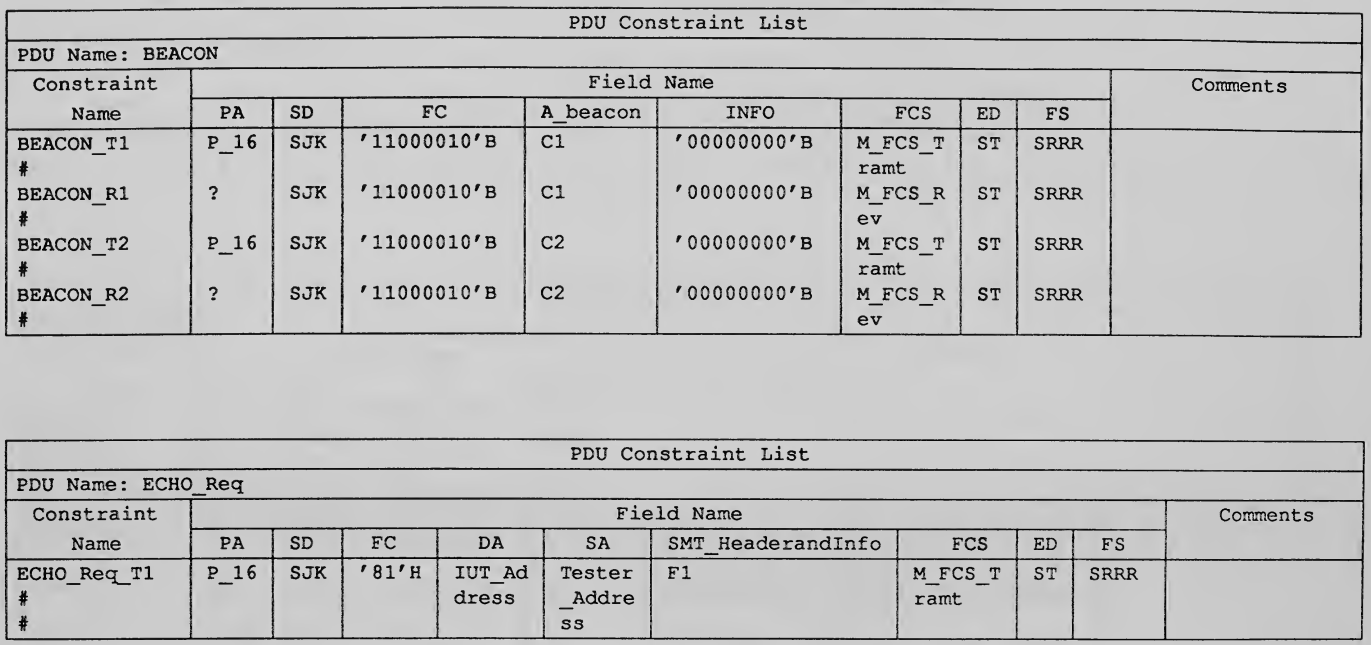 PDU Constraint List
PDU Name: BEACON
Constraint Field Name Comments
Name PA SD FC A_beacon INFO FCS ED FS
BEACON_T1 P_16 SJK '11000010'B C1 '00000000'B M_FCS_T ST SRRR
# ramt
BEACON_R1 ? SJK '11000010'B C1 '00000000'B M_FCS_R ST SRRR
# ev
BEACON_T2 P_16 SJK '11000010'B C2 '00000000'B M_FCS_T ST SRRR
# ramt
BEACON_R2 ? SJK '11000010'B C2 '00000000'B M_FCS_R ST SRRR
# ev
PDU Constraint List
PDU Name: ECHO_Req
Constraint Field Name Comments
Name PA SD FC DA SA SMT_HeaderandInfo FCS ED FS
ECHO_Req_T1 P_16 SJK '81'H IUT_Ad Tester F1 M_FCS_T ST SRRR
# dress _Addre ramt
# ss